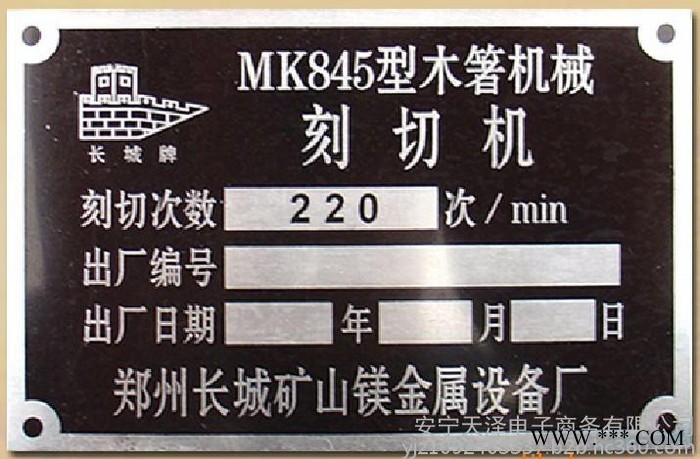 MK845型木箸机械
刻切机
长城牌
刻切次数 220 次/min
出厂编号
出厂日期 年 月 日
郑州长城矿山镁金属设备厂
安宁天泽电子商务有限公司
www.***.com